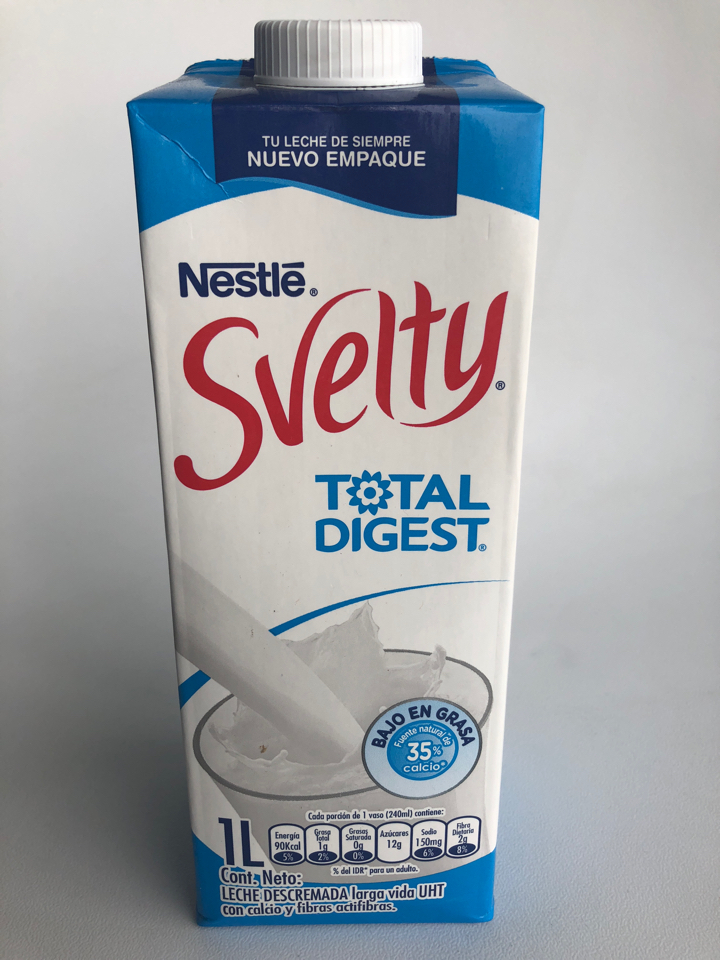 TU LECHE DE SIEMPRE
NUEVO EMPAQUE
Nestlé®
Svelty®
TOTAL
DIGEST®
BAJO EN GRASA
Fuente natural de
35%
calcio*
Cada porción de 1 vaso (240ml) contiene:
Energía 90Kcal 5%
Grasa Total 1g 2%
Grasas Saturada 0g 0%
Azúcares 12g
Sodio 150mg 6%
Fibra Dietaria 2g 8%
% del IDR* para un adulto.
1L
Cont. Neto:
LECHE DESCREMADA larga vida UHT
con calcio y fibras actifibras.